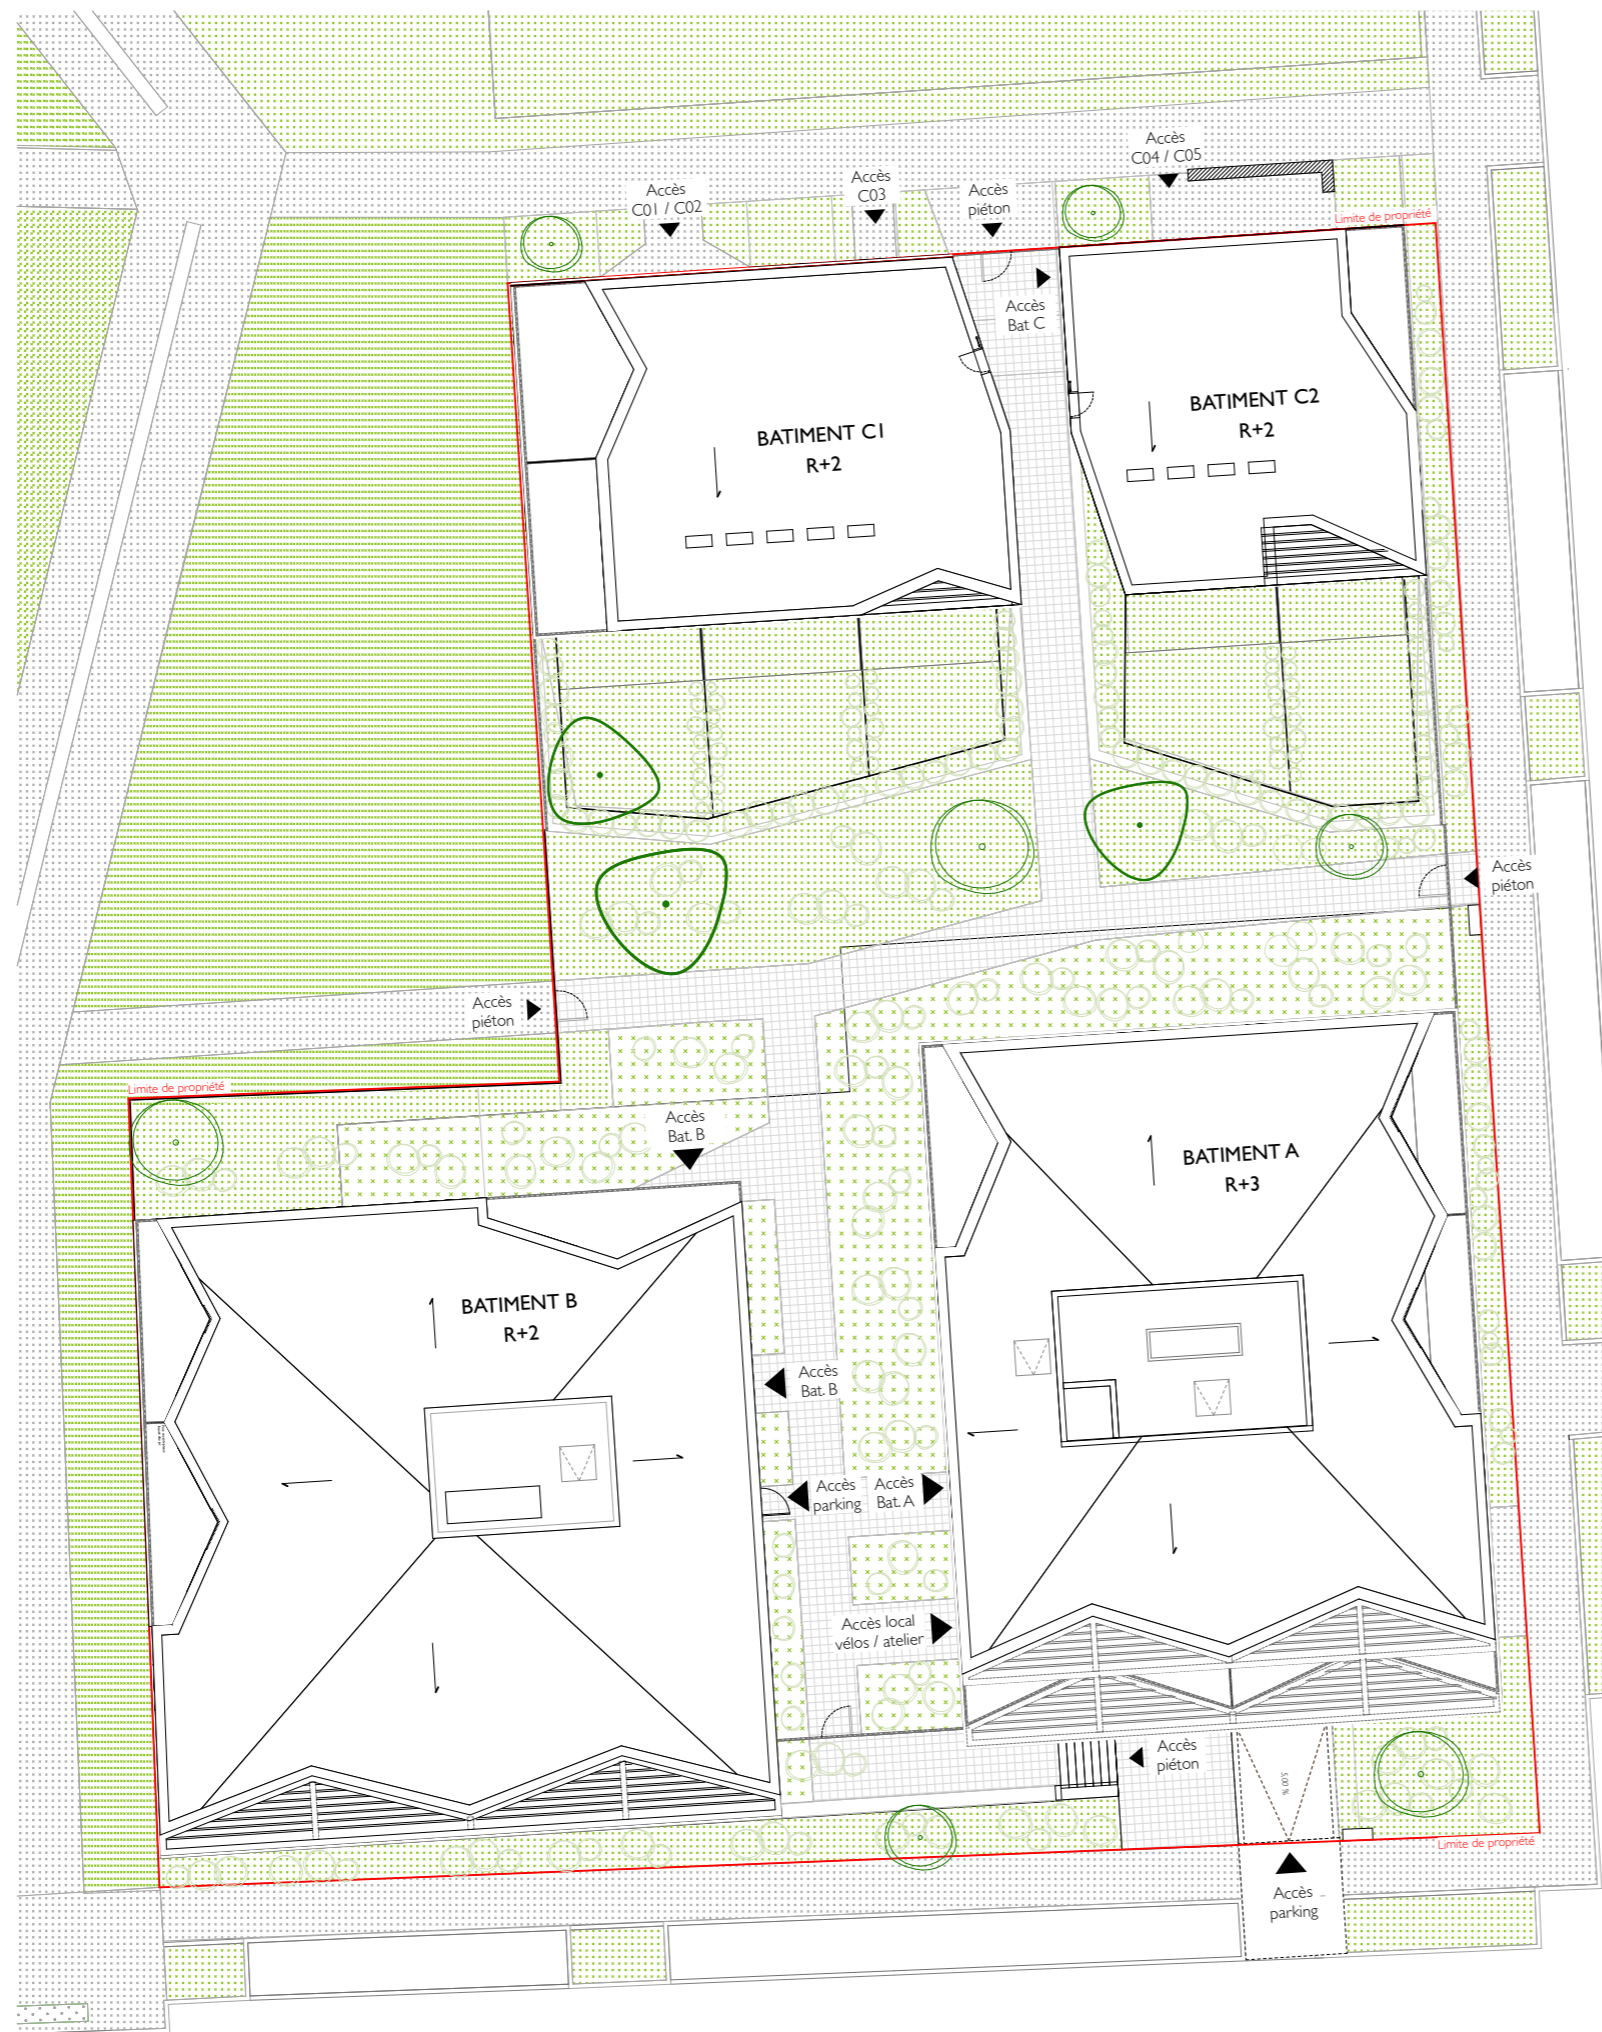 Accès
C04 / C05
Accès
C01 / C02
Accès
C03
Accès
piéton
Limite de propriété
Accès
Bat C
BATIMENT C1
R+2
BATIMENT C2
R+2
Accès
piéton
Accès
piéton
Limite de propriété
Accès
Bat. B
BATIMENT A
R+3
BATIMENT B
R+2
Accès
Bat. B
Accès
parking
Accès
Bat. A
Accès local
vélos / atelier
Accès
piéton
5.00 %
Limite de propriété
Accès
parking